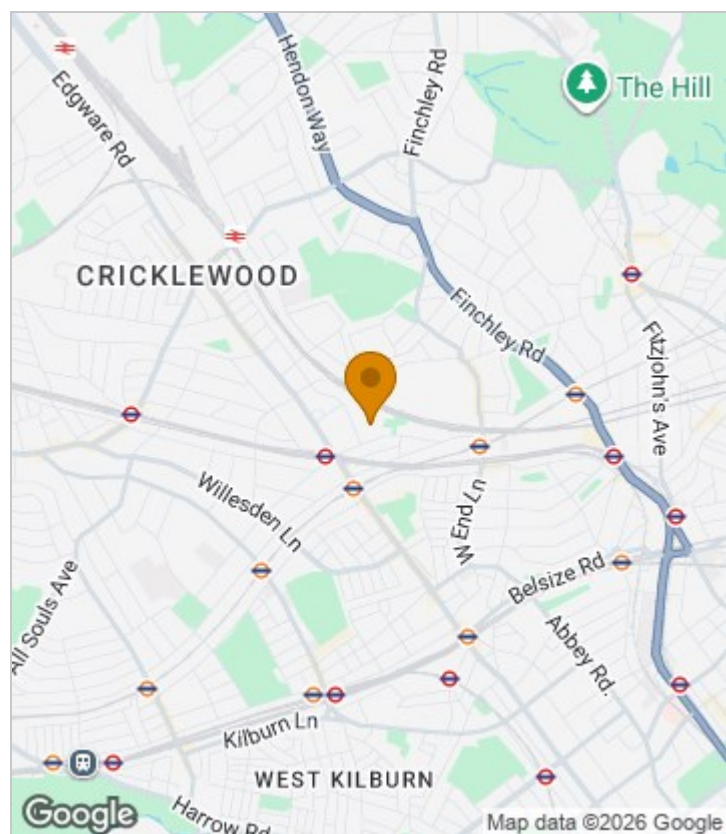 Edgware Rd
Hendon Way
Finchley Rd
The Hill
CRICKLEWOOD
Finchley Rd
Fitzjohn's Ave
Willesden Ln
W End Ln
All Souls Ave
Belsize Rd
Abbey Rd.
Kilburn Ln
WEST KILBURN
Harrow Rd
Google
Map data ©2026 Google